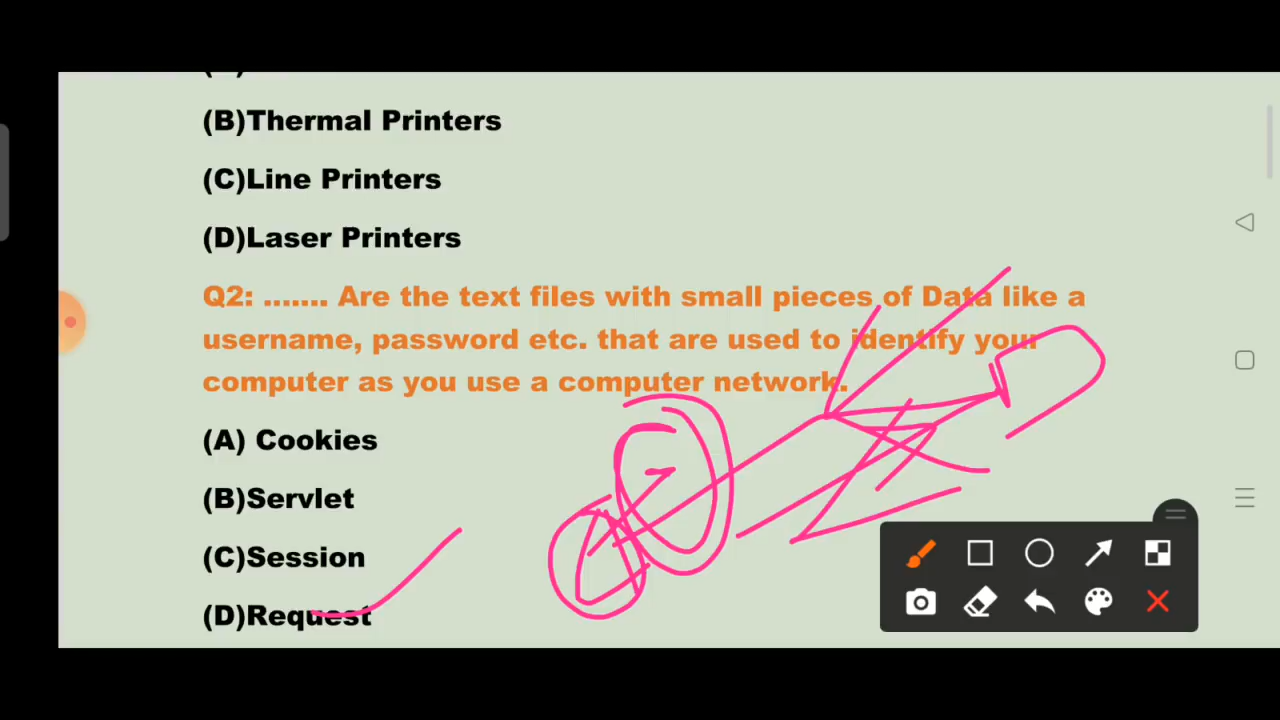 (B)Thermal Printers
(C)Line Printers
(D)Laser Printers
Q2: ....... Are the text files with small pieces of Data like a
username, password etc. that are used to identify your
computer as you use a computer network.
(A) Cookies
(B)Servlet
(C)Session
(D)Request